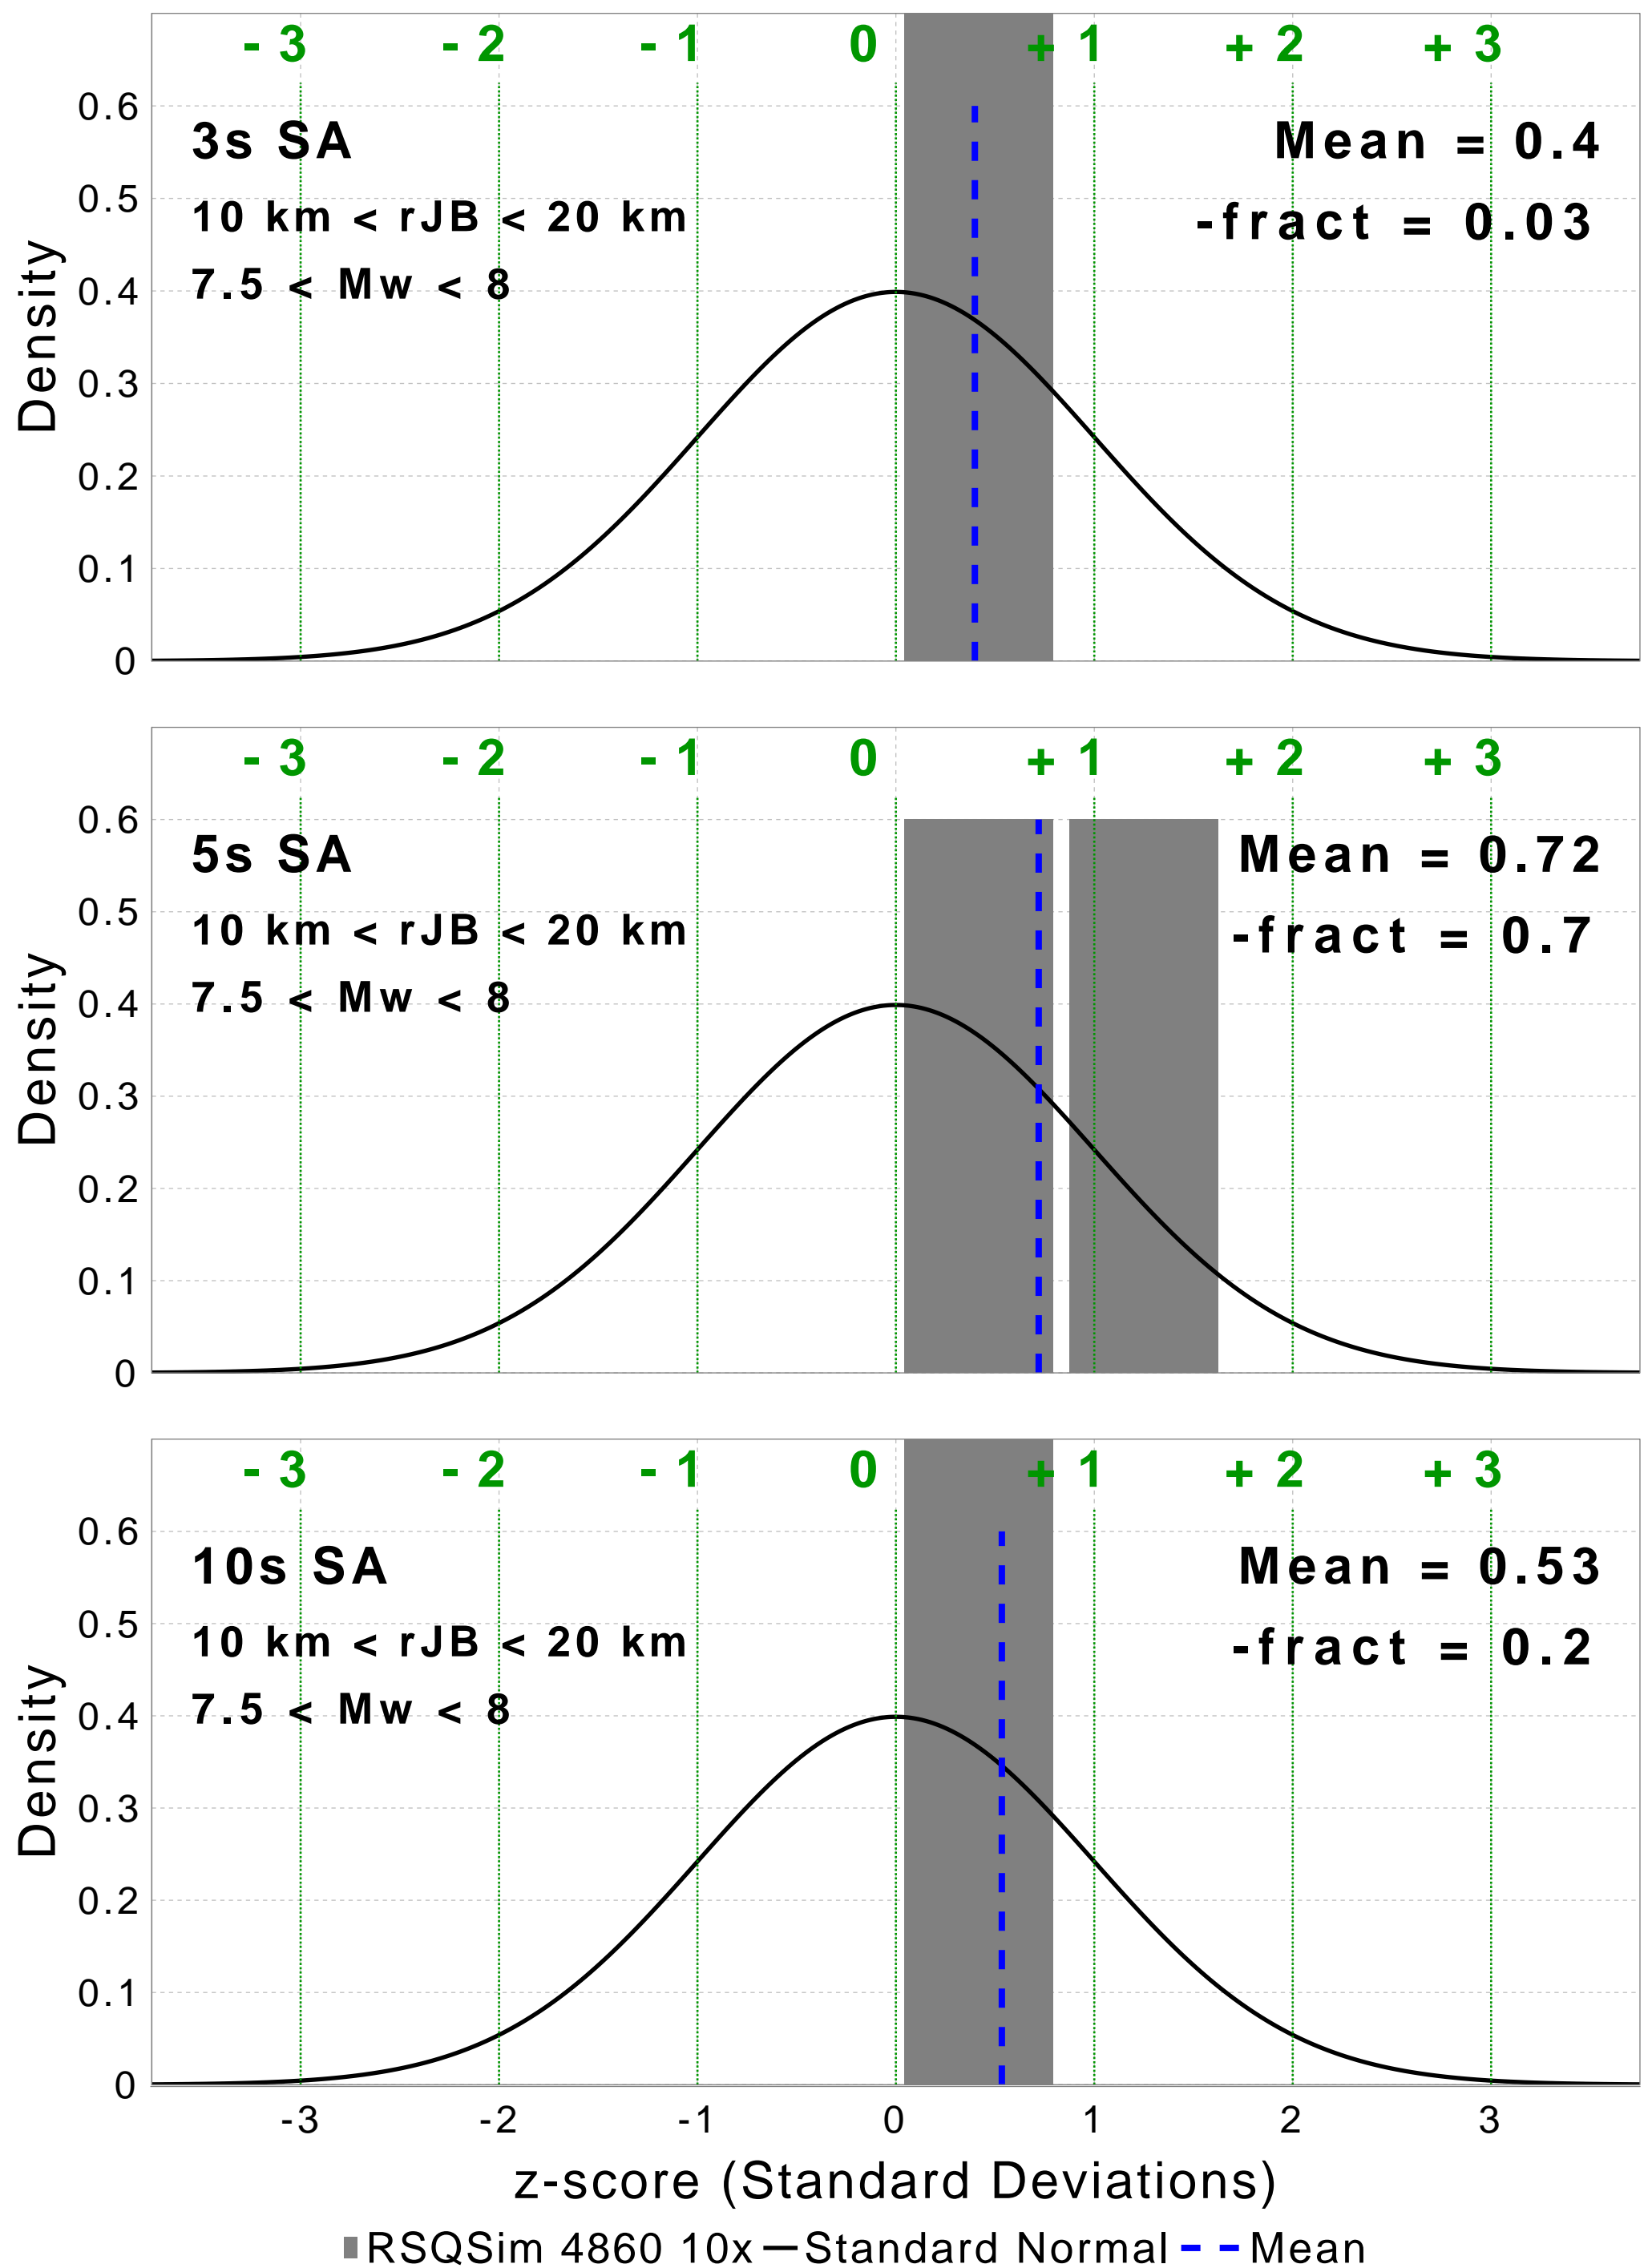 - 3 - 2 - 1 0 + 1 + 2 + 3
0.6
0.5
0.4
0.3
0.2
0.1
0
Density
3s SA
10 km < rJB < 20 km
7.5 < Mw < 8
Mean = 0.4
-fract = 0.03
- 3 - 2 - 1 0 + 1 + 2 + 3
0.6
0.5
0.4
0.3
0.2
0.1
0
Density
5s SA
10 km < rJB < 20 km
7.5 < Mw < 8
Mean = 0.72
-fract = 0.7
- 3 - 2 - 1 0 + 1 + 2 + 3
0.6
0.5
0.4
0.3
0.2
0.1
0
Density
10s SA
10 km < rJB < 20 km
7.5 < Mw < 8
Mean = 0.53
-fract = 0.2
-3 -2 -1 0 1 2 3
z-score (Standard Deviations)
RSQSim 4860 10x Standard Normal Mean